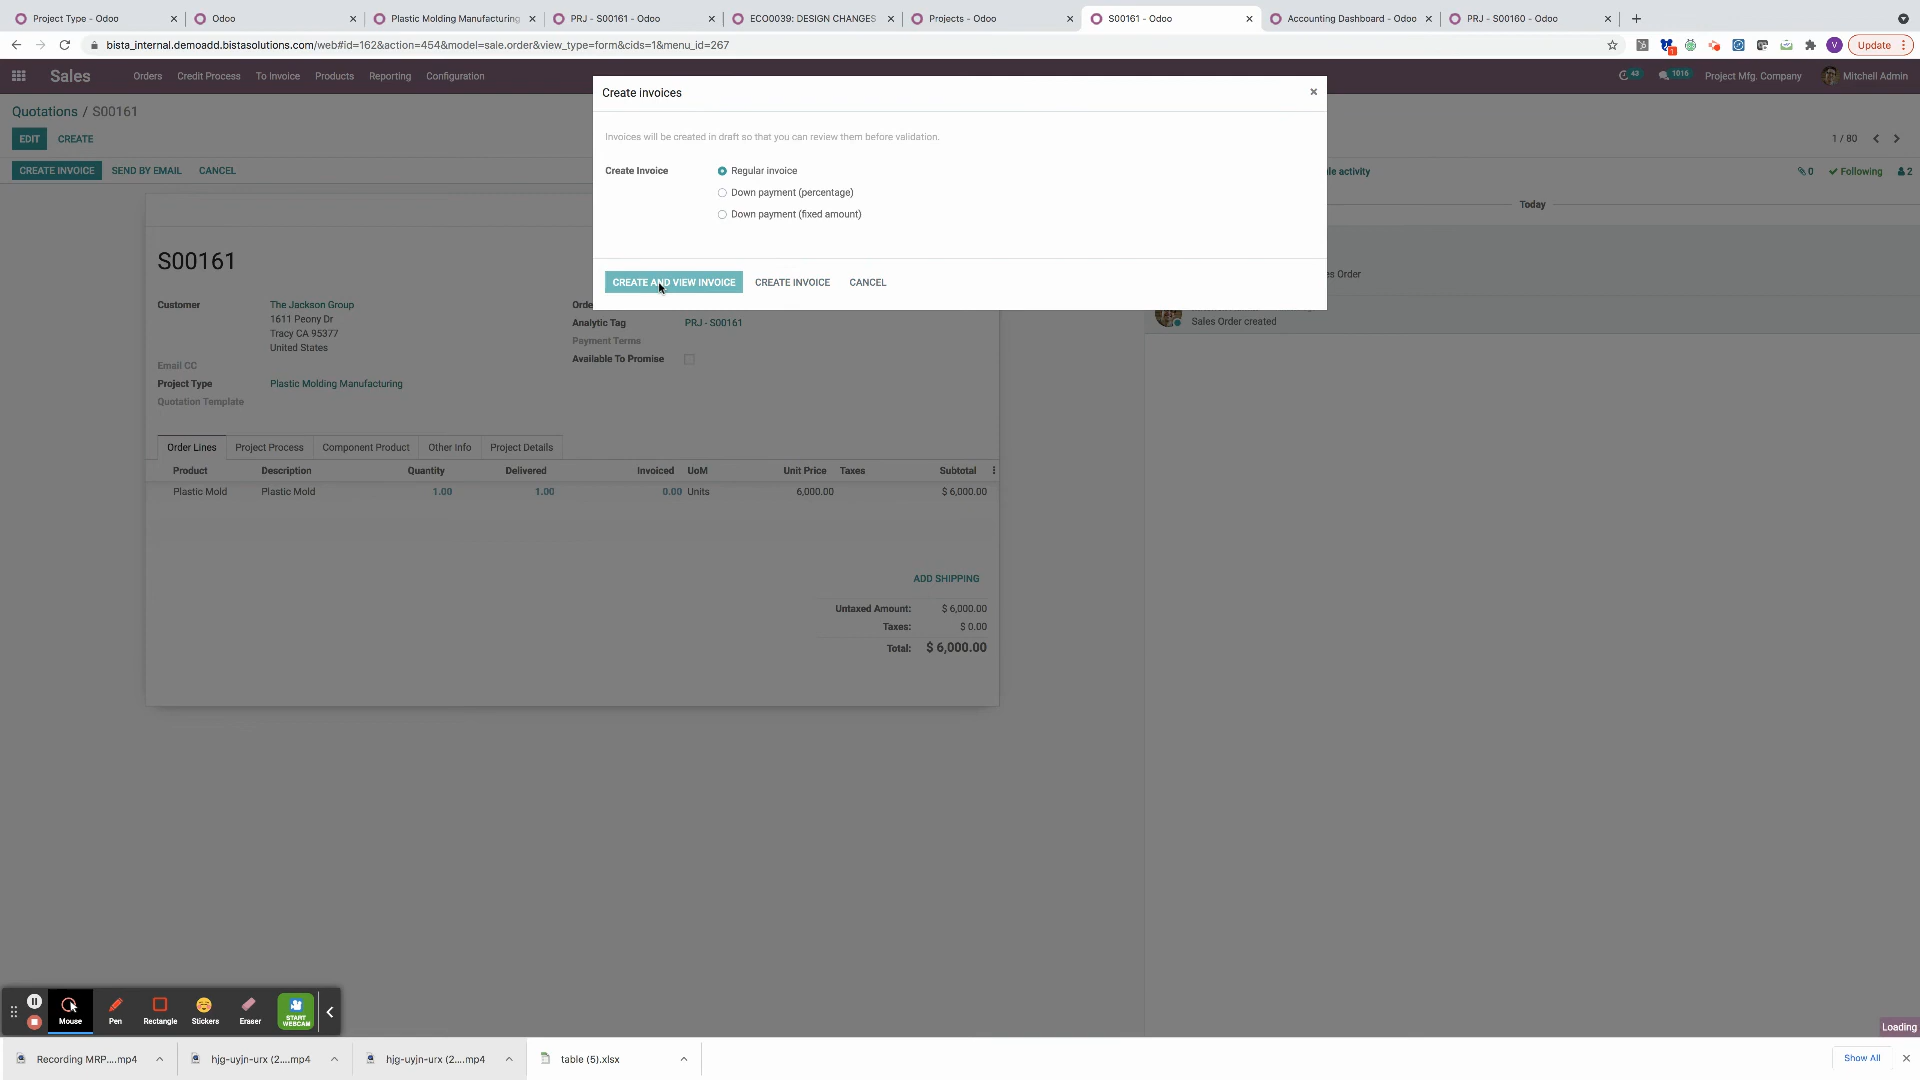 Project Type - Odoo
Odoo
Plastic Molding Manufacturing
PRJ - S00161 - Odoo
ECO0039: DESIGN CHANGES
Projects - Odoo
S00161 - Odoo
Accounting Dashboard - Odoo
PRJ - S00160 - Odoo
bista_internal.demoadd.bistasolutions.com/web#id=162&action=454&model=sale.order&view_type=form&cids=1&menu_id=267
1
V
Update
Sales
Orders
Credit Process
To Invoice
Products
Reporting
Configuration
43
1016
Project Mfg. Company
Mitchell Admin
Quotations / S00161
EDIT
CREATE
1 / 80
CREATE INVOICE
SEND BY EMAIL
CANCEL
le activity
0
Following
2
Create invoices
Invoices will be created in draft so that you can review them before validation.
Create Invoice
Regular invoice
Down payment (percentage)
Down payment (fixed amount)
CREATE AND VIEW INVOICE
CREATE INVOICE
CANCEL
Today
es Order
Sales Order created
S00161
Customer
The Jackson Group
1611 Peony Dr
Tracy CA 95377
United States
Email CC
Project Type
Plastic Molding Manufacturing
Quotation Template
Orde
Analytic Tag
PRJ - S00161
Payment Terms
Available To Promise
Order Lines
Project Process
Component Product
Other Info
Project Details
Product
Description
Quantity
Delivered
Invoiced
UoM
Unit Price
Taxes
Subtotal
Plastic Mold
Plastic Mold
1.00
1.00
0.00
Units
6,000.00
$ 6,000.00
ADD SHIPPING
Untaxed Amount: $ 6,000.00
Taxes: $ 0.00
Total: $ 6,000.00
Mouse
Pen
Rectangle
Stickers
Eraser
START
WEBCAM
Loading
Recording MRP....mp4
hjg-uyjn-urx (2....mp4
hjg-uyjn-urx (2....mp4
table (5).xlsx
Show All